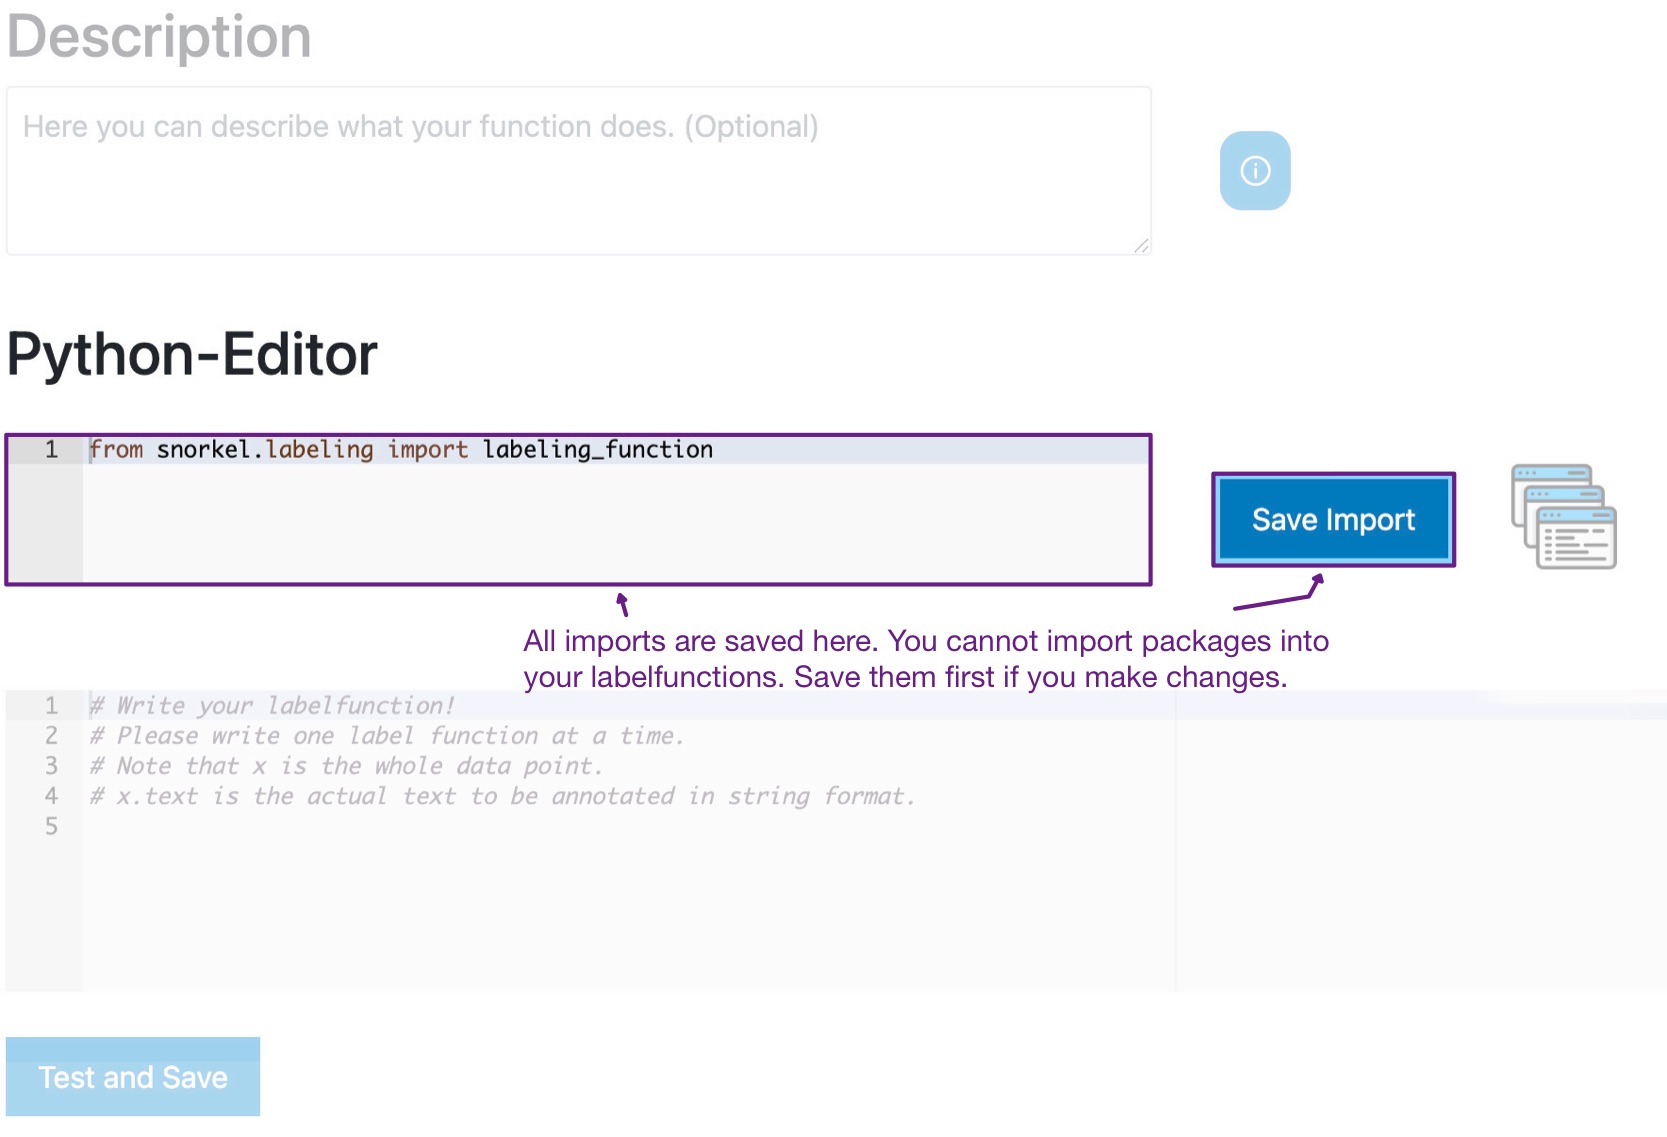 Description
Here you can describe what your function does. (Optional)
Python-Editor
1 from snorkel.labeling import labeling_function
Save Import
All imports are saved here. You cannot import packages into
your labelfunctions. Save them first if you make changes.
1 # Write your labelfunction!
2 # Please write one label function at a time.
3 # Note that x is the whole data point.
4 # x.text is the actual text to be annotated in string format.
5
Test and Save